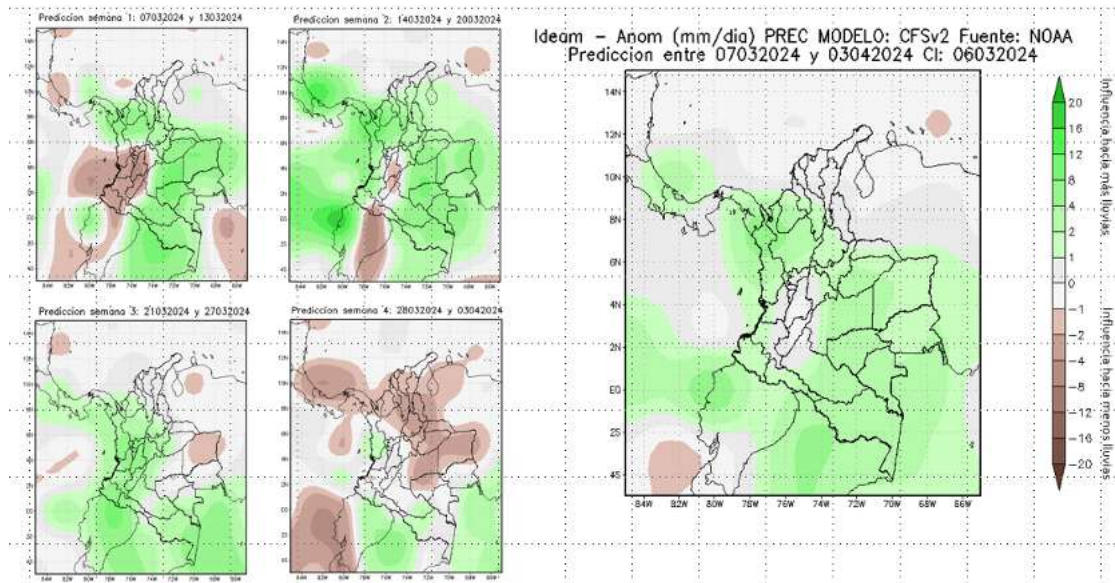 Prediccion semana 1: 07032024 y 13032024
Prediccion semana 2: 14032024 y 20032024
Ideam - Anom (mm/dia) PREC MODELO: CFSv2 Fuente: NOAA
Prediccion entre 07032024 y 03042024 CI: 06032024
14N
12N
10N
8N
6N
4N
2N
EQ
2S
4S
84W 82W 80W 78W 76W 74W 72W 70W 68W 66W
20
16
12
8
4
2
1
0
-1
-2
-4
-8
-12
-16
-20
Influencia hacia más lluvias
Influencia hacia menos lluvias
Prediccion semana 3: 21032024 y 27032024
Prediccion semana 4: 28032024 y 03042024